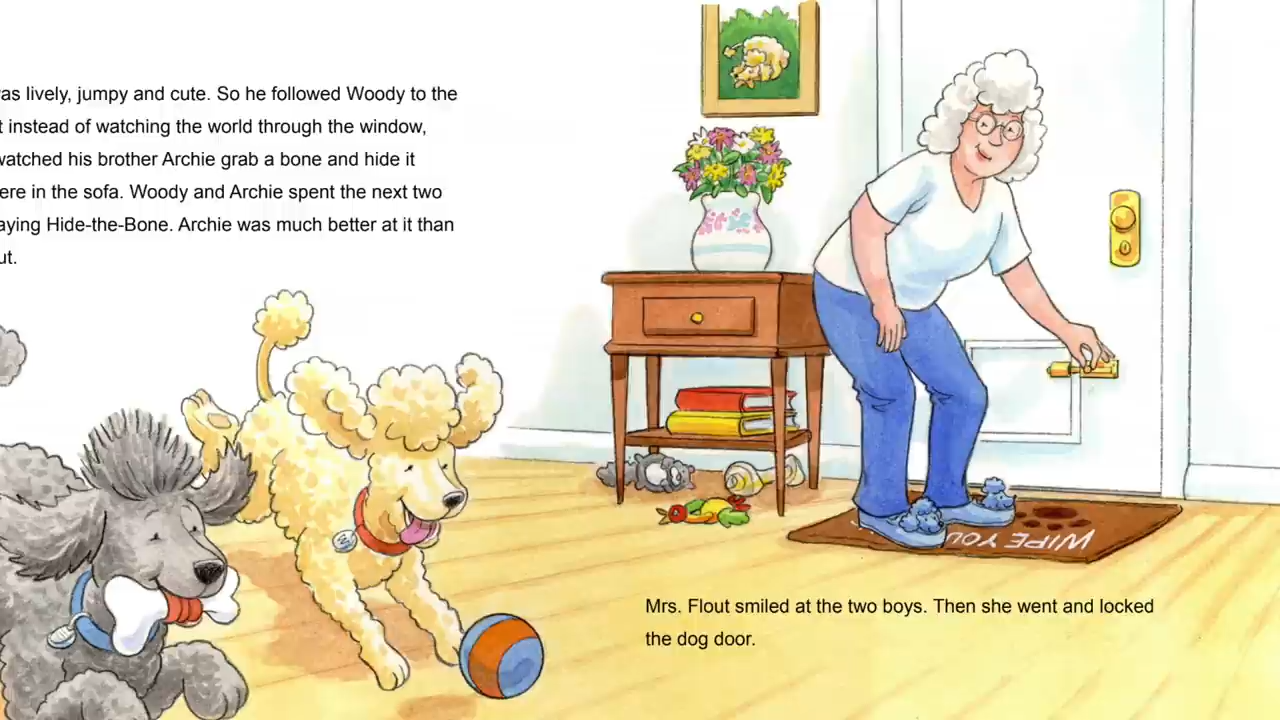 as lively, jumpy and cute. So he followed Woody to the
t instead of watching the world through the window,
watched his brother Archie grab a bone and hide it
ere in the sofa. Woody and Archie spent the next two
aying Hide-the-Bone. Archie was much better at it than
ut.
WIPE YOU
Mrs. Flout smiled at the two boys. Then she went and locked
the dog door.